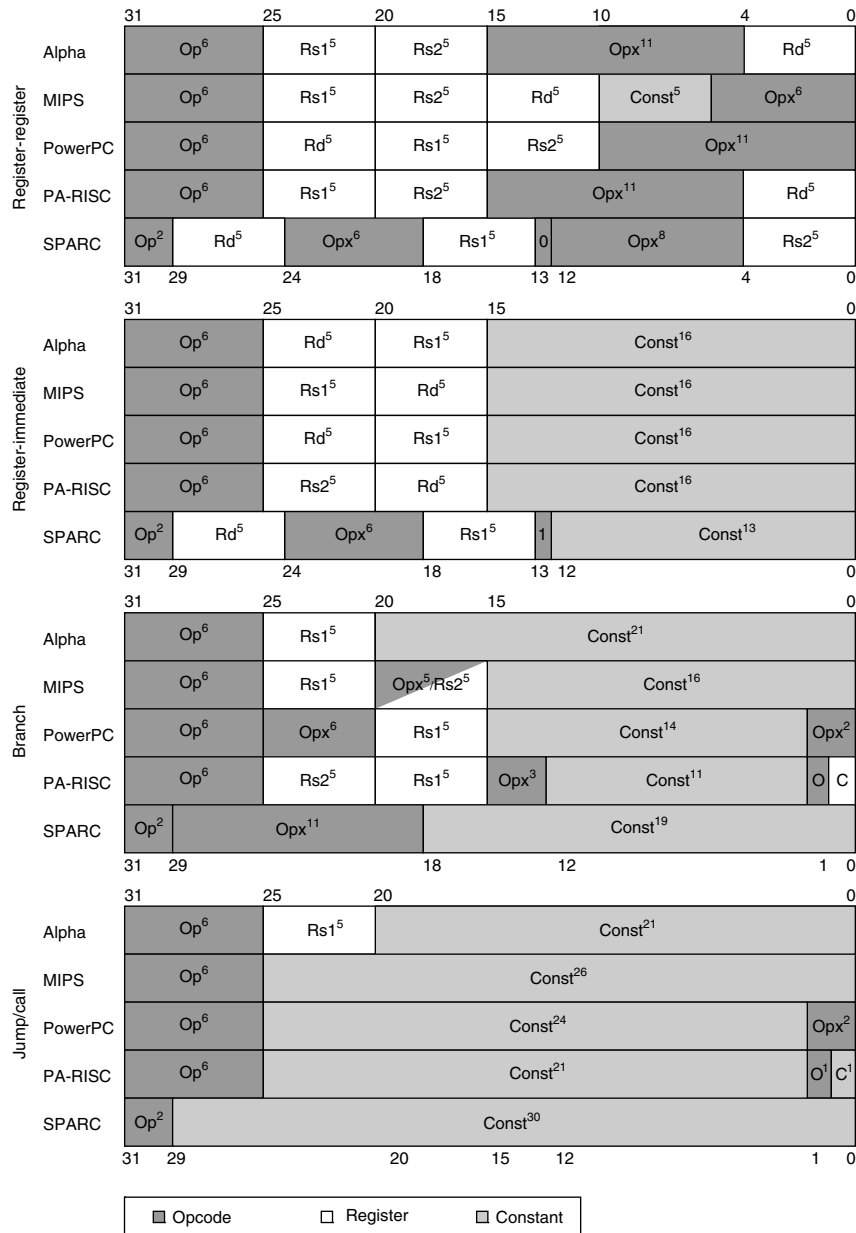 31 25 20 15 10 4 0
Register-register
Alpha Op⁶ Rs1⁵ Rs2⁵ Opx¹¹ Rd⁵
MIPS Op⁶ Rs1⁵ Rs2⁵ Rd⁵ Const⁵ Opx⁶
PowerPC Op⁶ Rd⁵ Rs1⁵ Rs2⁵ Opx¹¹
PA-RISC Op⁶ Rs1⁵ Rs2⁵ Opx¹¹ Rd⁵
SPARC Op² Rd⁵ Opx⁶ Rs1⁵ 0 Opx⁸ Rs2⁵
31 29 24 18 13 12 4 0
31 25 20 15 0
Register-immediate
Alpha Op⁶ Rd⁵ Rs1⁵ Const¹⁶
MIPS Op⁶ Rs1⁵ Rd⁵ Const¹⁶
PowerPC Op⁶ Rd⁵ Rs1⁵ Const¹⁶
PA-RISC Op⁶ Rs2⁵ Rd⁵ Const¹⁶
SPARC Op² Rd⁵ Opx⁶ Rs1⁵ 1 Const¹³
31 29 24 18 13 12 0
31 25 20 15 0
Branch
Alpha Op⁶ Rs1⁵ Const²¹
MIPS Op⁶ Rs1⁵ Opx⁵/Rs2⁵ Const¹⁶
PowerPC Op⁶ Opx⁶ Rs1⁵ Const¹⁴ Opx²
PA-RISC Op⁶ Rs2⁵ Rs1⁵ Opx³ Const¹¹ O C
SPARC Op² Opx¹¹ Const¹⁹
31 29 18 12 1 0
31 25 20 0
Jump/call
Alpha Op⁶ Rs1⁵ Const²¹
MIPS Op⁶ Const²⁶
PowerPC Op⁶ Const²⁴ Opx²
PA-RISC Op⁶ Const²¹ O¹ C¹
SPARC Op² Const³⁰
31 29 20 15 12 1 0
Opcode Register Constant